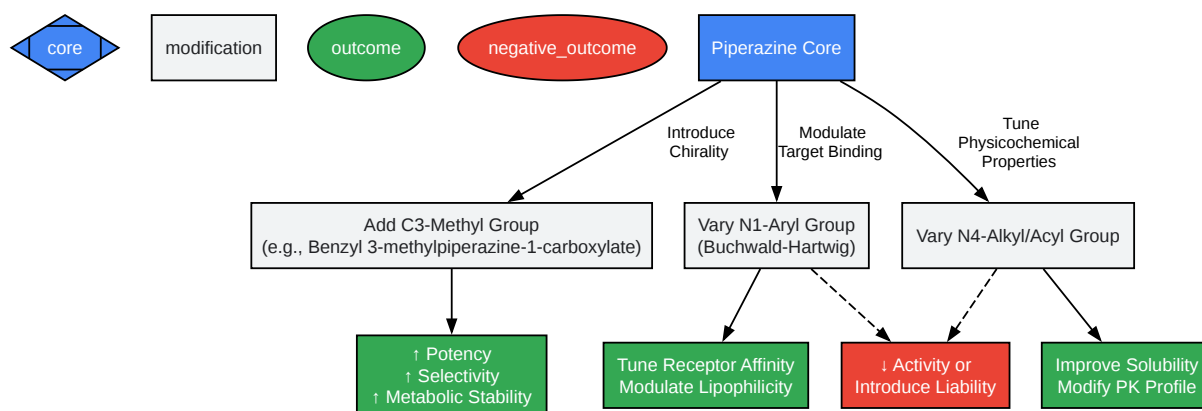 core
modification
outcome
negative_outcome
Piperazine Core
Introduce
Chirality
Modulate
Target Binding
Tune
Physicochemical
Properties
Add C3-Methyl Group
(e.g., Benzyl 3-methylpiperazine-1-carboxylate)
Vary N1-Aryl Group
(Buchwald-Hartwig)
Vary N4-Alkyl/Acyl Group
↑ Potency
↑ Selectivity
↑ Metabolic Stability
Tune Receptor Affinity
Modulate Lipophilicity
↓ Activity or
Introduce Liability
Improve Solubility
Modify PK Profile